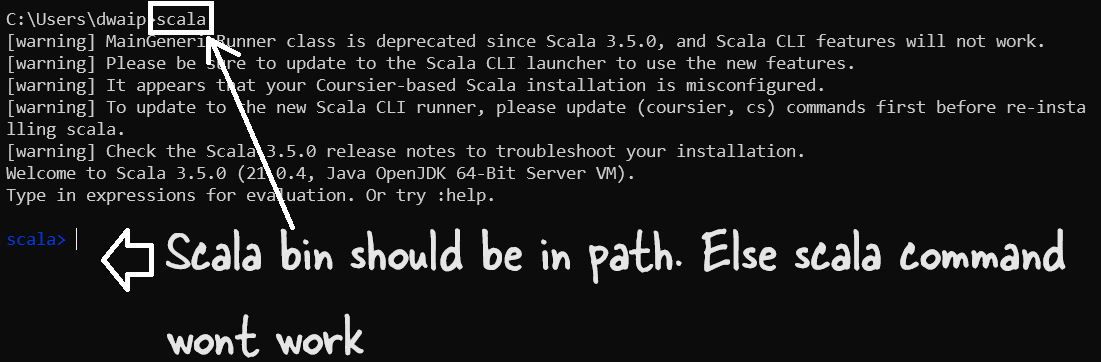 C:\Users\dwaip>scala
[warning] MainGenericRunner class is deprecated since Scala 3.5.0, and Scala CLI features will not work.
[warning] Please be sure to update to the Scala CLI launcher to use the new features.
[warning] It appears that your Coursier-based Scala installation is misconfigured.
[warning] To update to the new Scala CLI runner, please update (coursier, cs) commands first before re-insta
lling scala.
[warning] Check the Scala 3.5.0 release notes to troubleshoot your installation.
Welcome to Scala 3.5.0 (21.0.4, Java OpenJDK 64-Bit Server VM).
Type in expressions for evaluation. Or try :help.
scala>
Scala bin should be in path. Else scala command
wont work